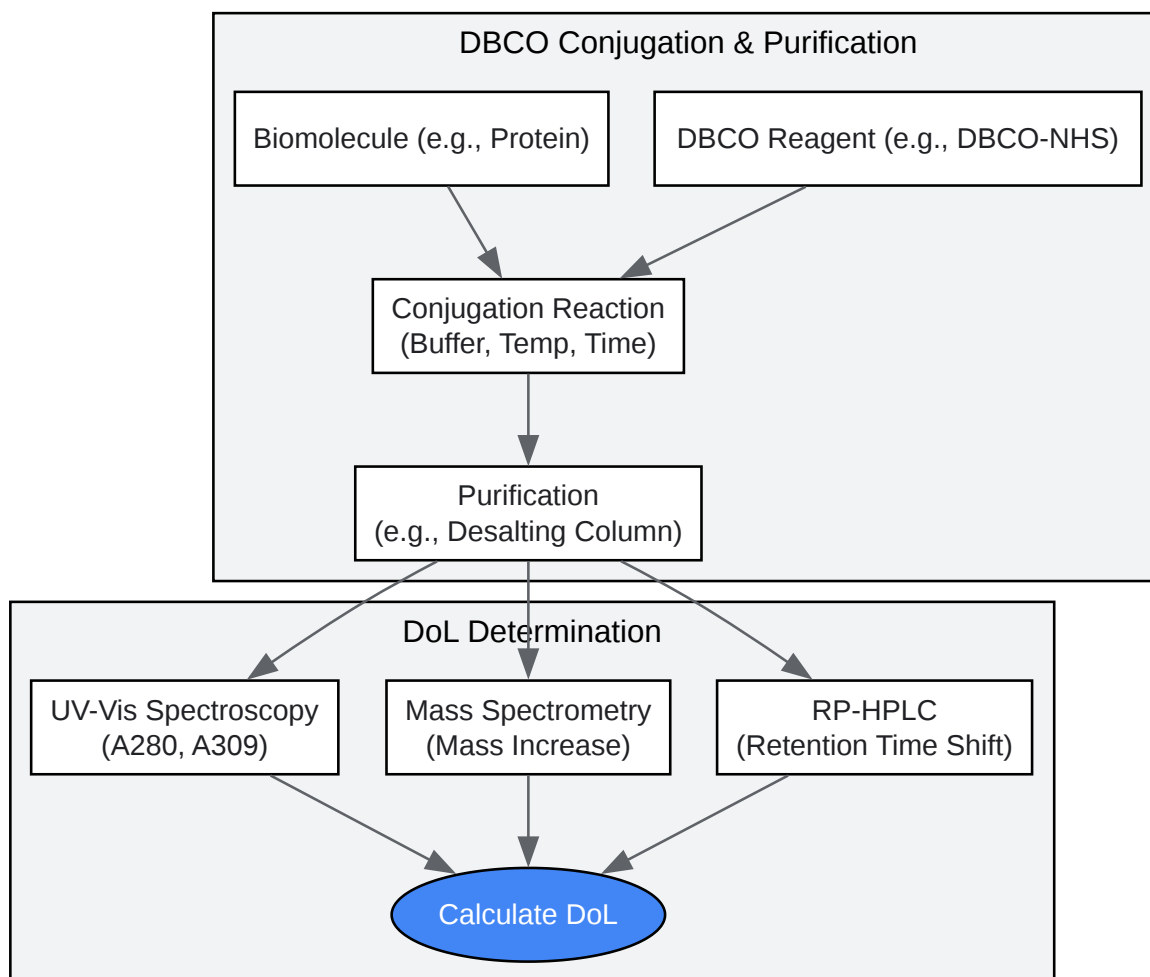 DBCO Conjugation & Purification
Biomolecule (e.g., Protein)
DBCO Reagent (e.g., DBCO-NHS)
Conjugation Reaction
(Buffer, Temp, Time)
Purification
(e.g., Desalting Column)
DoL Determination
UV-Vis Spectroscopy
(A280, A309)
Mass Spectrometry
(Mass Increase)
RP-HPLC
(Retention Time Shift)
Calculate DoL